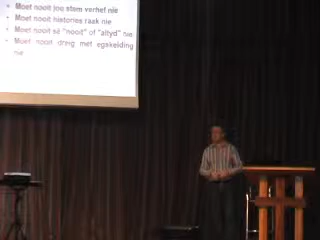 • Moet nooit jou stem verhef nie
• Moet nooit histories raak nie
• Moet nooit sê "nooit" of "altyd" nie
• Moet nooit dreig met egskeiding
nie